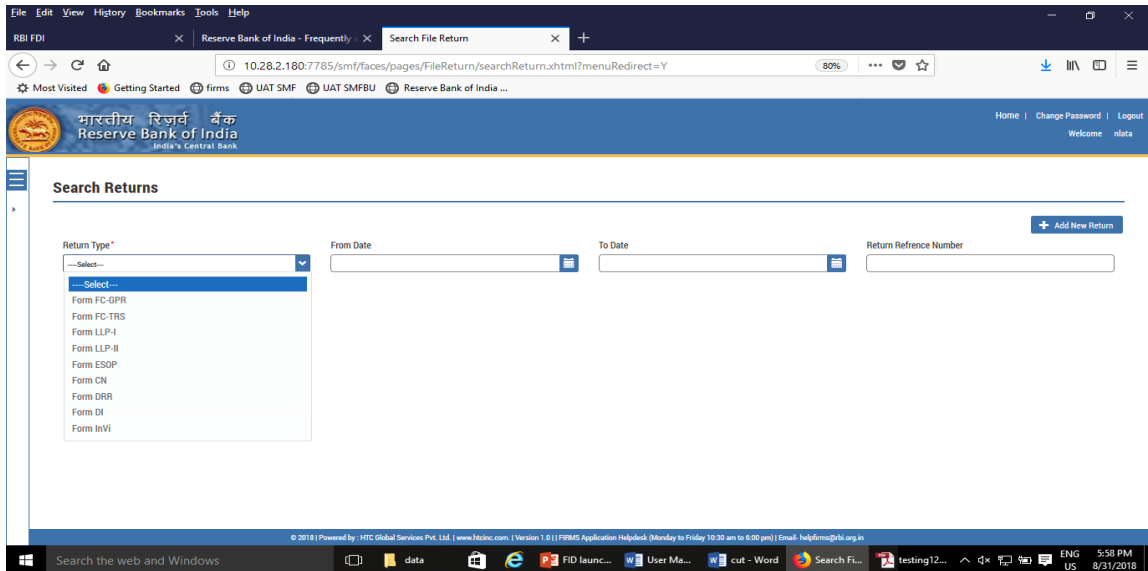 File Edit View History Bookmarks Tools Help
RBI FDI Reserve Bank of India - Frequently Search File Return
10.28.2.180:7785/smf/faces/pages/FileReturn/searchReturn.xhtml?menuRedirect=Y 80%
Most Visited Getting Started firms UAT SMF UAT SMFBU Reserve Bank of India ...
भारतीय रिज़र्व बैंक
Reserve Bank of India
India's Central Bank
Home | Change Password | Logout
Welcome nlata
Search Returns
Add New Return
Return Type* From Date To Date Return Refrence Number
----Select---
----Select---
Form FC-GPR
Form FC-TRS
Form LLP-I
Form LLP-II
Form ESOP
Form CN
Form DRR
Form DI
Form InVi
© 2018 | Powered by : HTC Global Services Pvt. Ltd. | www.htcinc.com. | Version 1.0 | | FIRMS Application Helpdesk (Monday to Friday 10:30 am to 6:00 pm) | Email- helpfirms@rbi.org.in
Search the web and Windows data FID launc... User Ma... cut - Word Search Fi... testing12... ENG 5:58 PM
US 8/31/2018